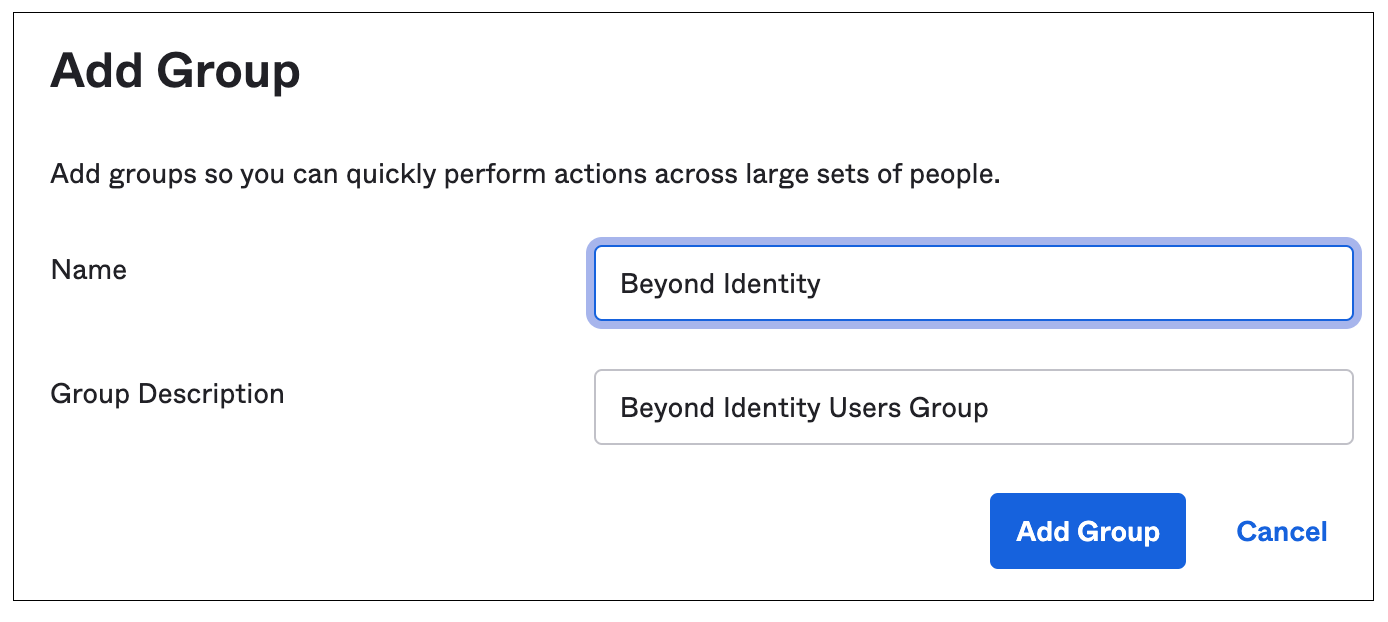 Add Group
Add groups so you can quickly perform actions across large sets of people.
Name
Beyond Identity
Group Description
Beyond Identity Users Group
Add Group
Cancel